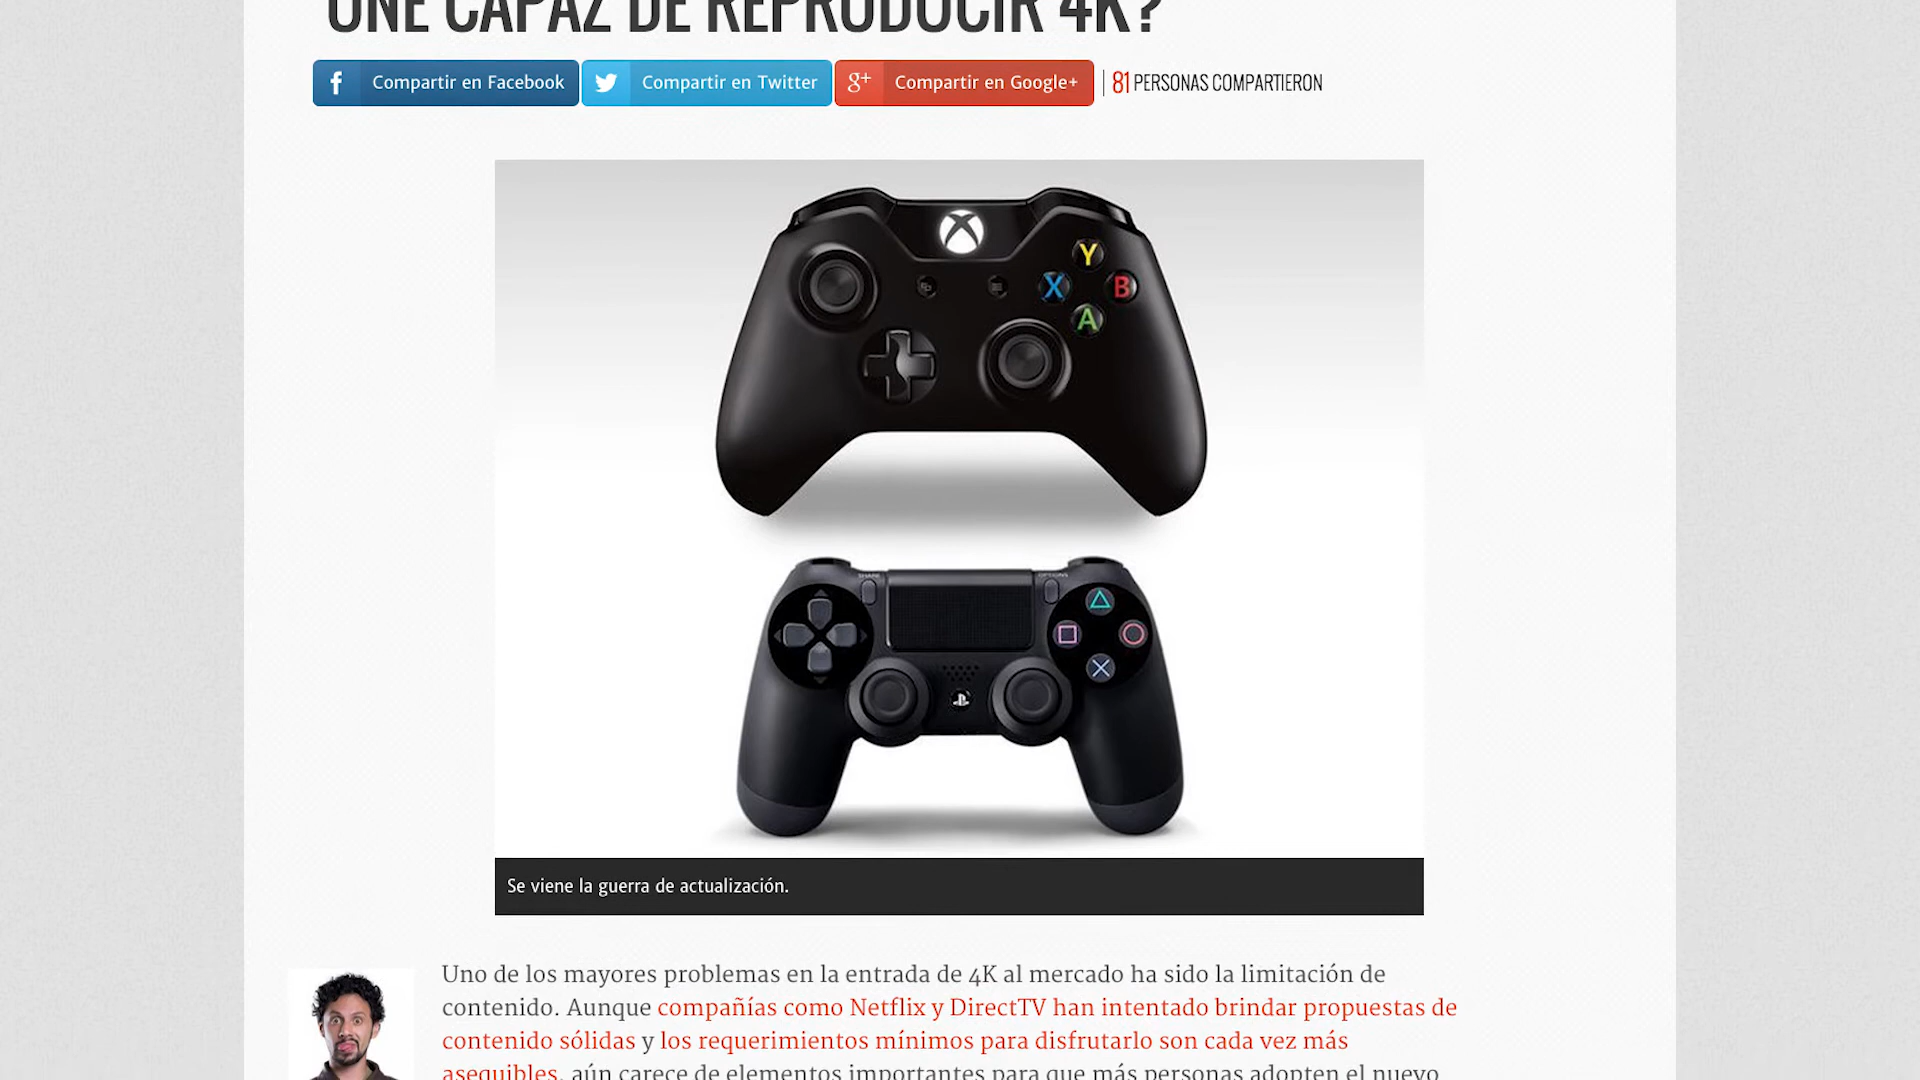 ONE CAPAZ DE REPRODUCIR 4K?
Compartir en Facebook
Compartir en Twitter
g+ Compartir en Google+
81 PERSONAS COMPARTIERON
Y
X B
A
SHARE OPTIONS
Se viene la guerra de actualización.
Uno de los mayores problemas en la entrada de 4K al mercado ha sido la limitación de
contenido. Aunque compañías como Netflix y DirectTV han intentado brindar propuestas de
contenido sólidas y los requerimientos mínimos para disfrutarlo son cada vez más
asequibles, aún carece de elementos importantes para que más personas adopten el nuevo